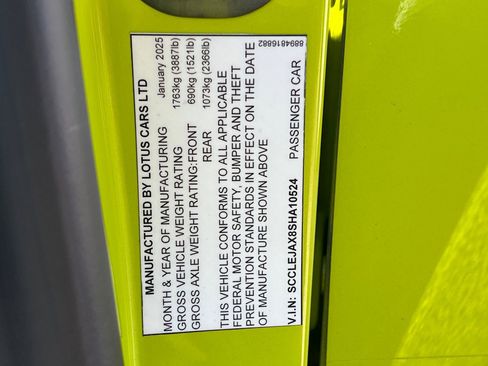 MANUFACTURED BY LOTUS CARS LTD
MONTH & YEAR OF MANUFACTURING January 2025
GROSS VEHICLE WEIGHT RATING 1763kg (3887lb)
GROSS AXLE WEIGHT RATING:FRONT 690kg (1521lb)
REAR 1073kg (2366lb)
THIS VEHICLE CONFORMS TO ALL APPLICABLE
FEDERAL MOTOR SAFETY, BUMPER AND THEFT
PREVENTION STANDARDS IN EFFECT ON THE DATE
OF MANUFACTURE SHOWN ABOVE
8894816882
V.I.N: SCCLEJAX8SHA10524 PASSENGER CAR